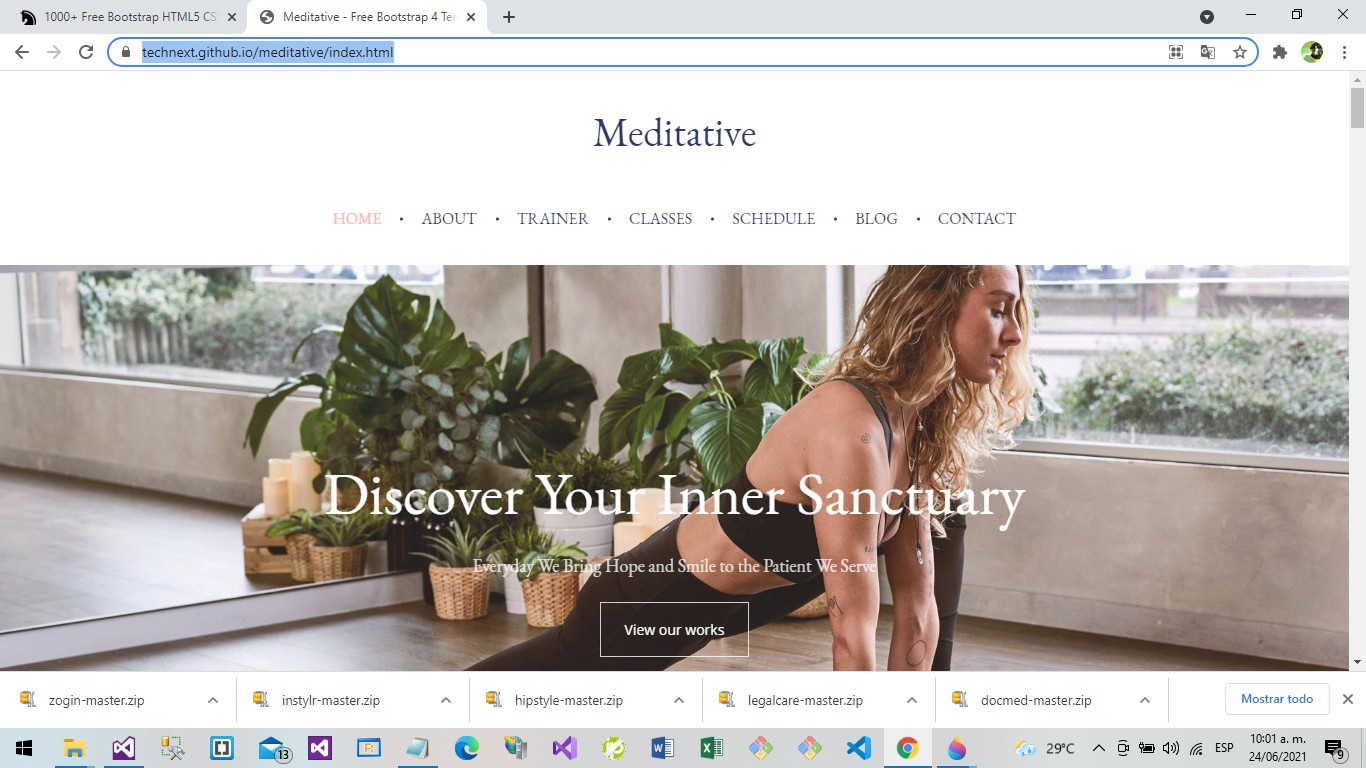 1000+ Free Bootstrap HTML5 CS
Meditative - Free Bootstrap 4 Tem
technext.github.io/meditative/index.html
Meditative
HOME • ABOUT • TRAINER • CLASSES • SCHEDULE • BLOG • CONTACT
Discover Your Inner Sanctuary
Everyday We Bring Hope and Smile to the Patient We Serve
View our works
zogin-master.zip
instylr-master.zip
hipstyle-master.zip
legalcare-master.zip
docmed-master.zip
Mostrar todo
13
29°C
ESP
10:01 a. m.
24/06/2021
9